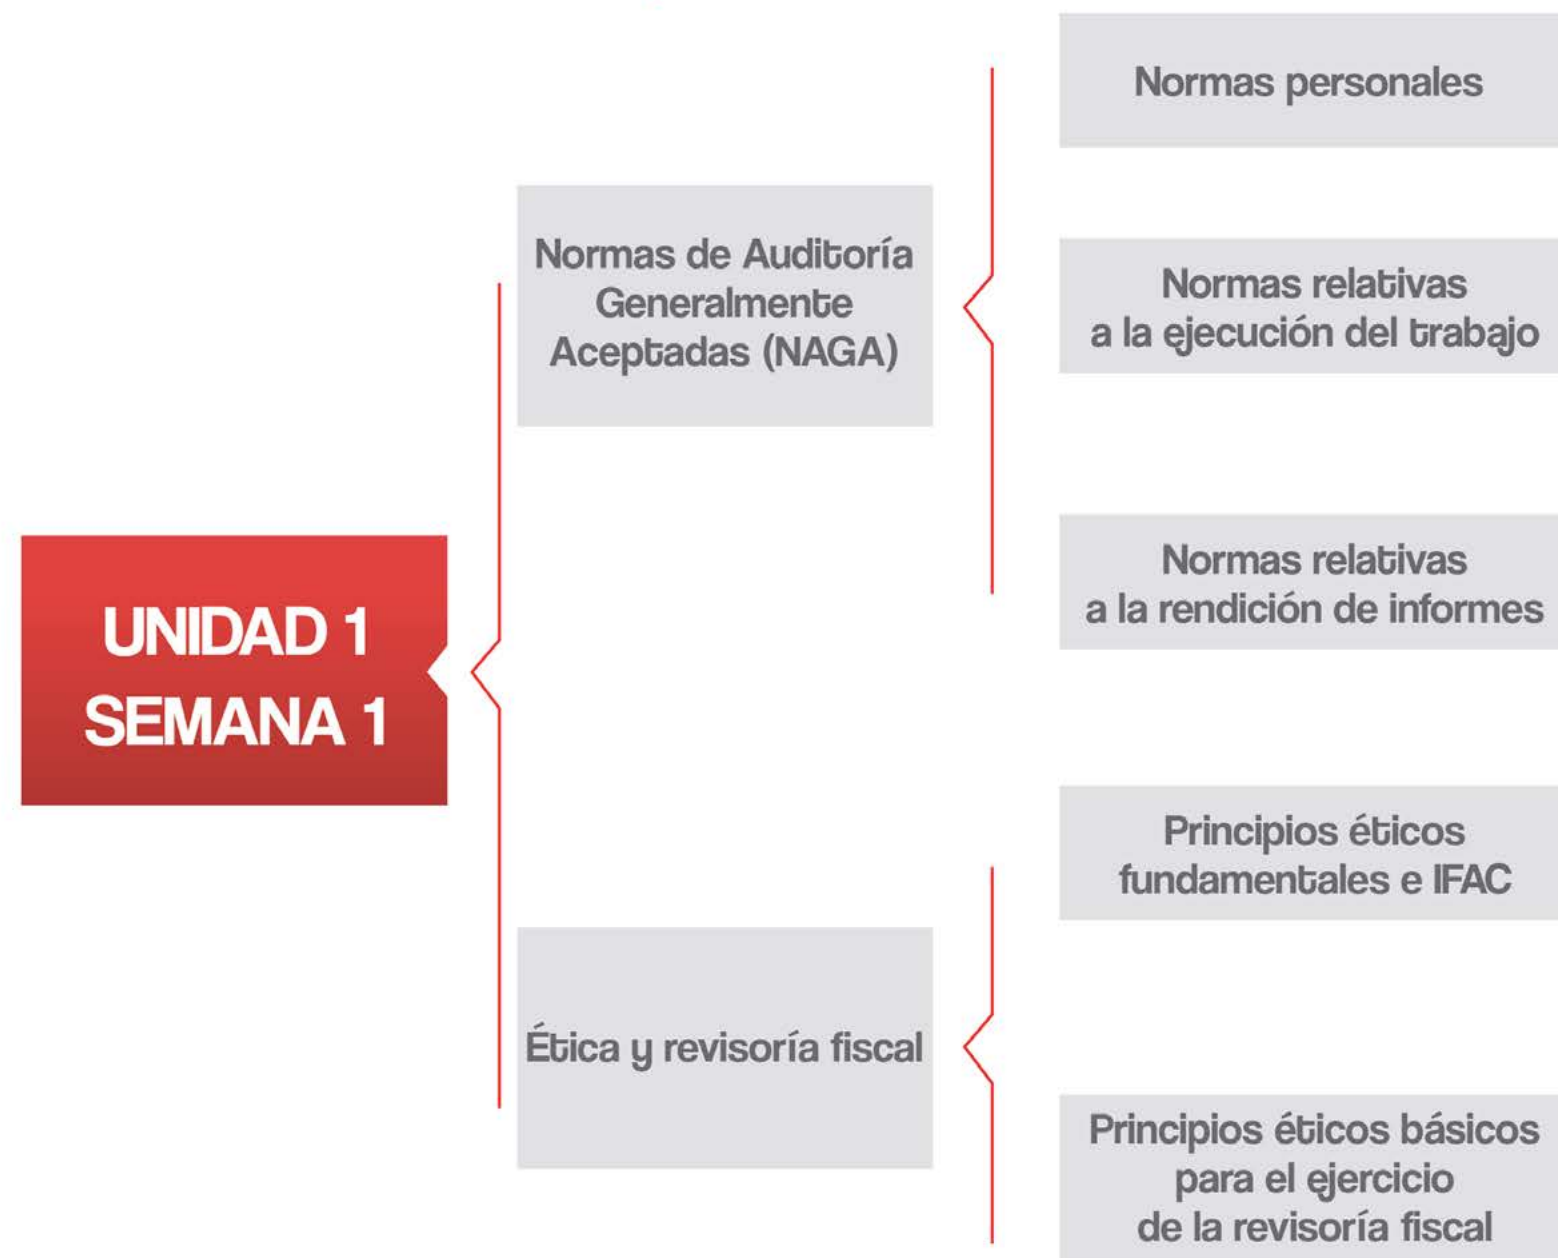 UNIDAD 1
SEMANA 1
Normas de Auditoría
Generalmente
Aceptadas (NAGA)
Normas personales
Normas relativas
a la ejecución del trabajo
Normas relativas
a la rendición de informes
Ética y revisoría fiscal
Principios éticos
fundamentales e IFAC
Principios éticos básicos
para el ejercicio
de la revisoría fiscal